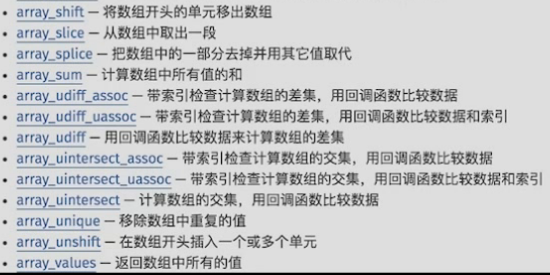 array_shift — 将数组开头的单元移出数组
array_slice — 从数组中取出一段
array_splice — 把数组中的一部分去掉并用其它值取代
array_sum — 计算数组中所有值的和
array_udiff_assoc — 带索引检查计算数组的差集，用回调函数比较数据
array_udiff_uassoc — 带索引检查计算数组的差集，用回调函数比较数据和索引
array_udiff — 用回调函数比较数据来计算数组的差集
array_uintersect_assoc — 带索引检查计算数组的交集，用回调函数比较数据
array_uintersect_uassoc — 带索引检查计算数组的交集，用回调函数比较数据和索引
array_uintersect — 计算数组的交集，用回调函数比较数据
array_unique — 移除数组中重复的值
array_unshift — 在数组开头插入一个或多个单元
array_values — 返回数组中所有的值